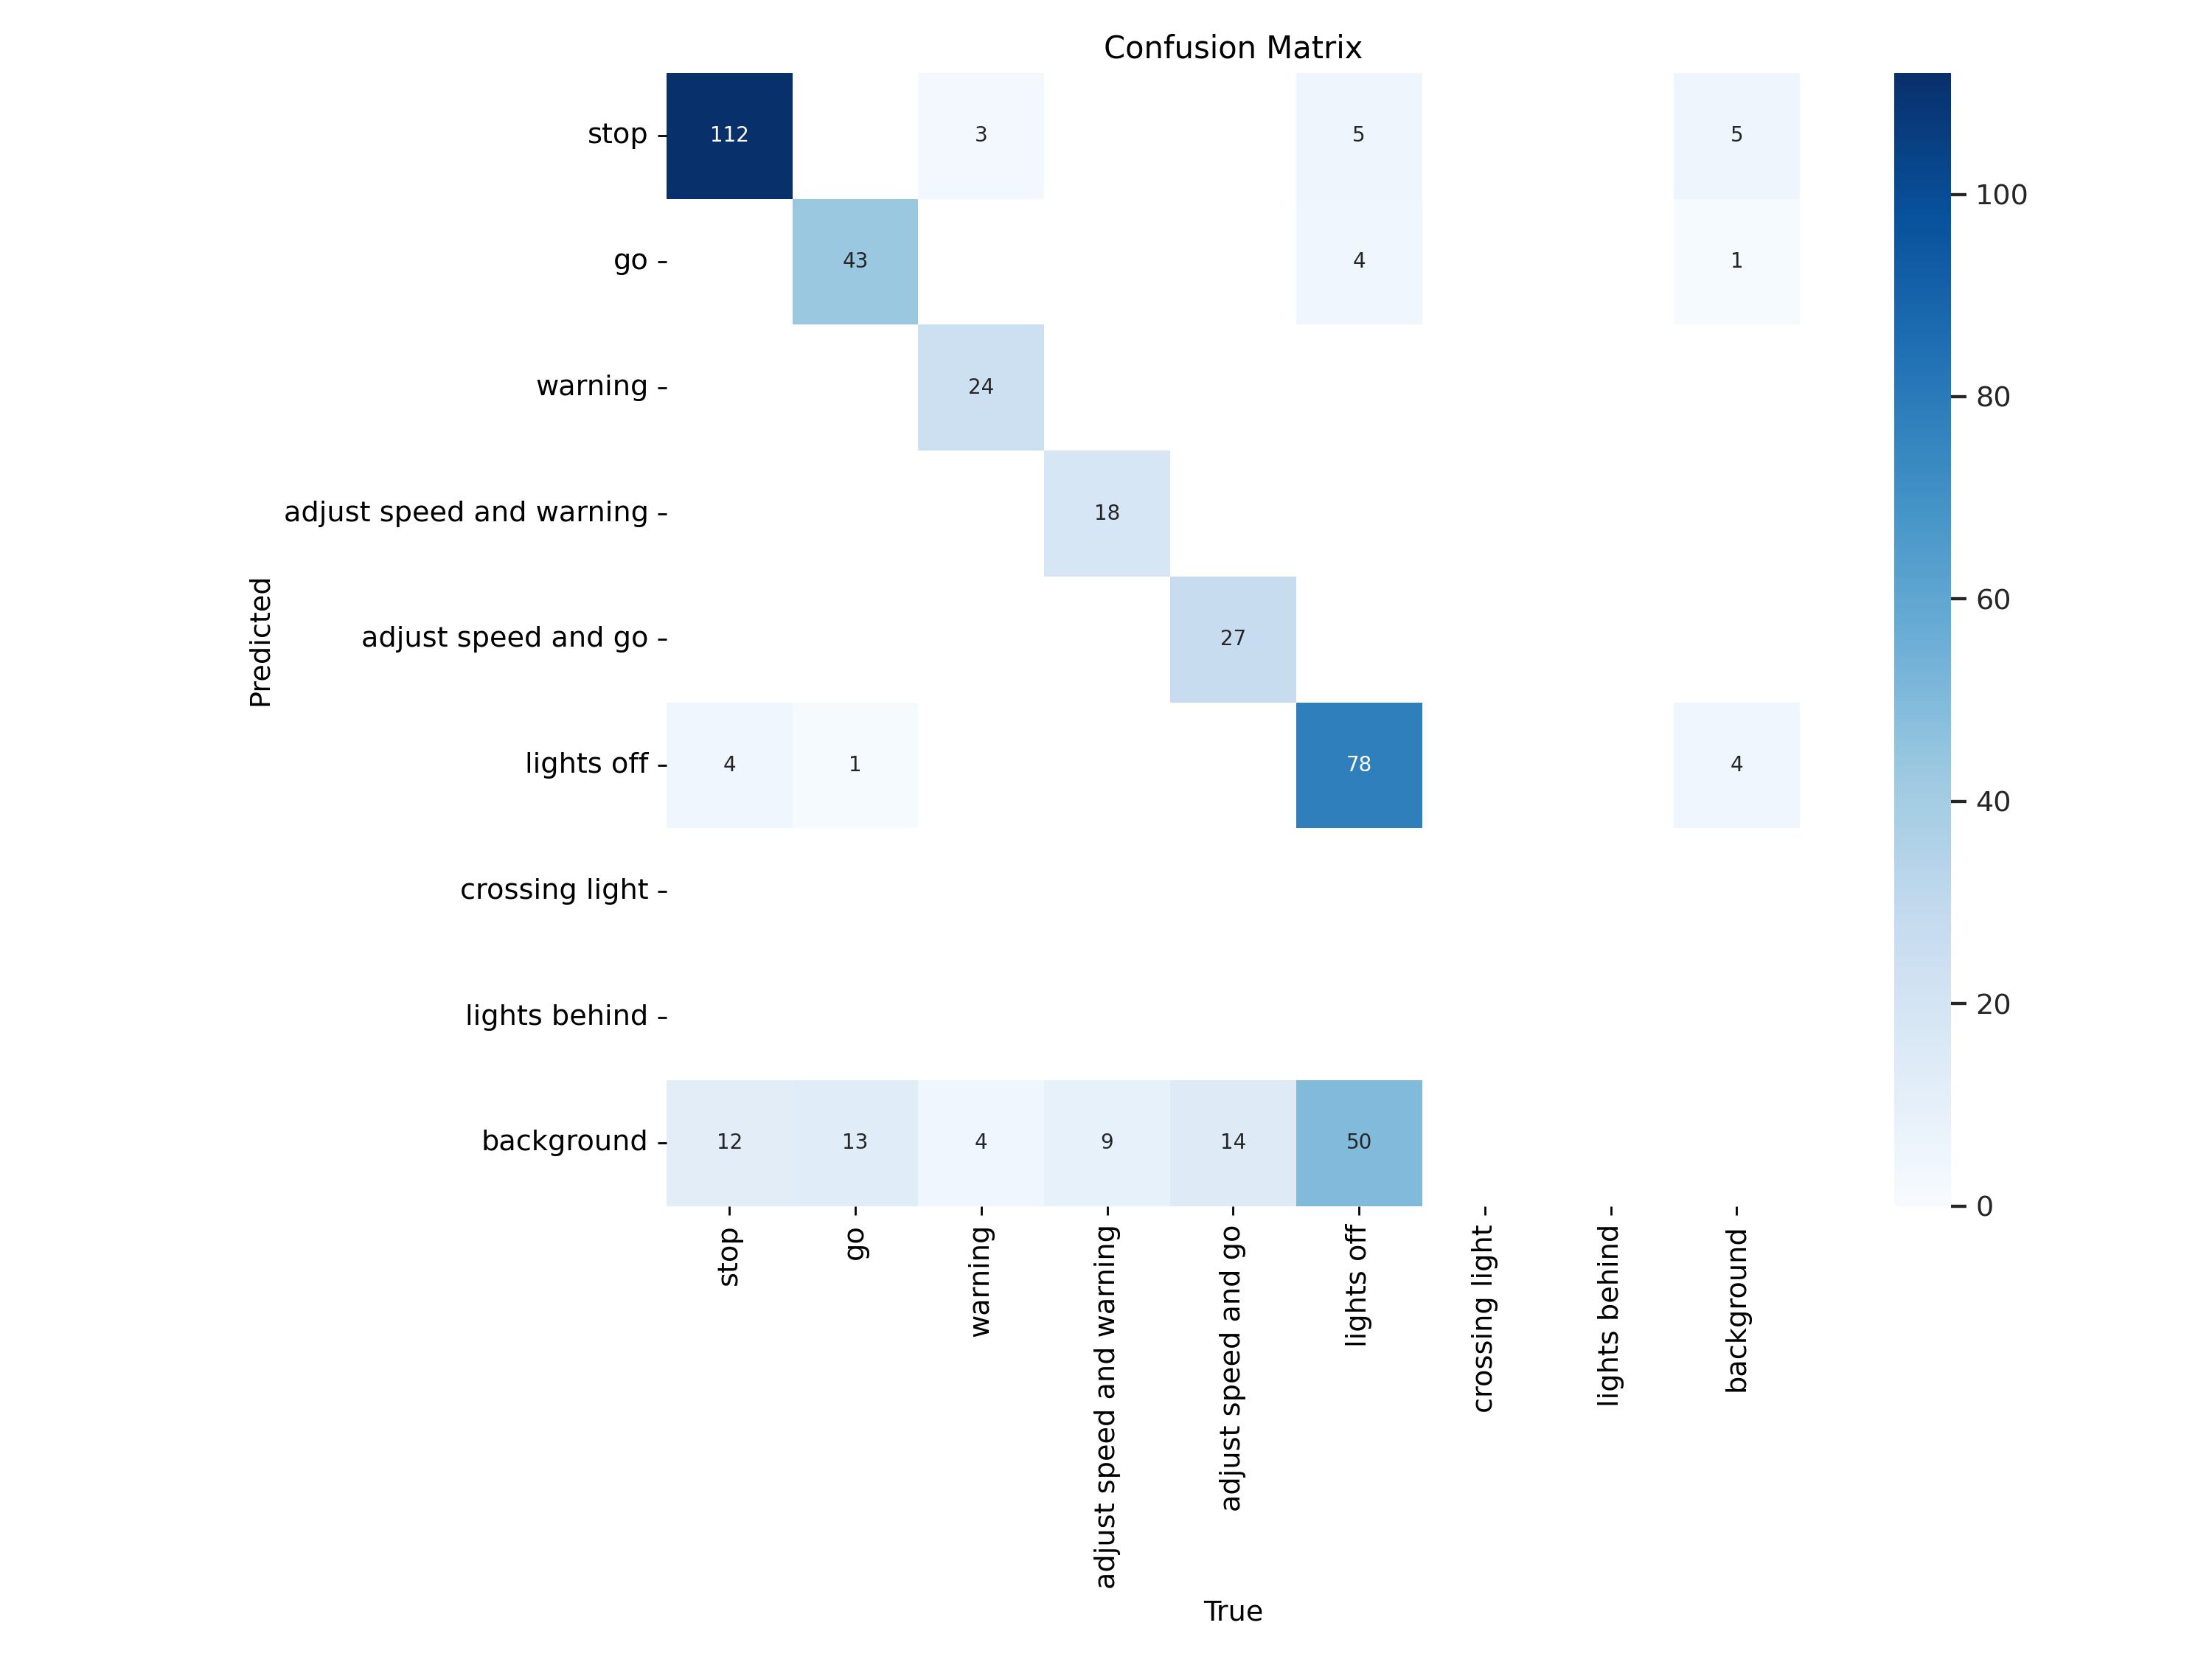 Confusion Matrix
stop 112 3 5 5
go 43 4 1
warning 24
adjust speed and warning 18
adjust speed and go 27
lights off 4 1 78 4
crossing light
lights behind
background 12 13 4 9 14 50
Predicted
stop
go
warning
adjust speed and warning
adjust speed and go
lights off
crossing light
lights behind
background
True
100
80
60
40
20
0